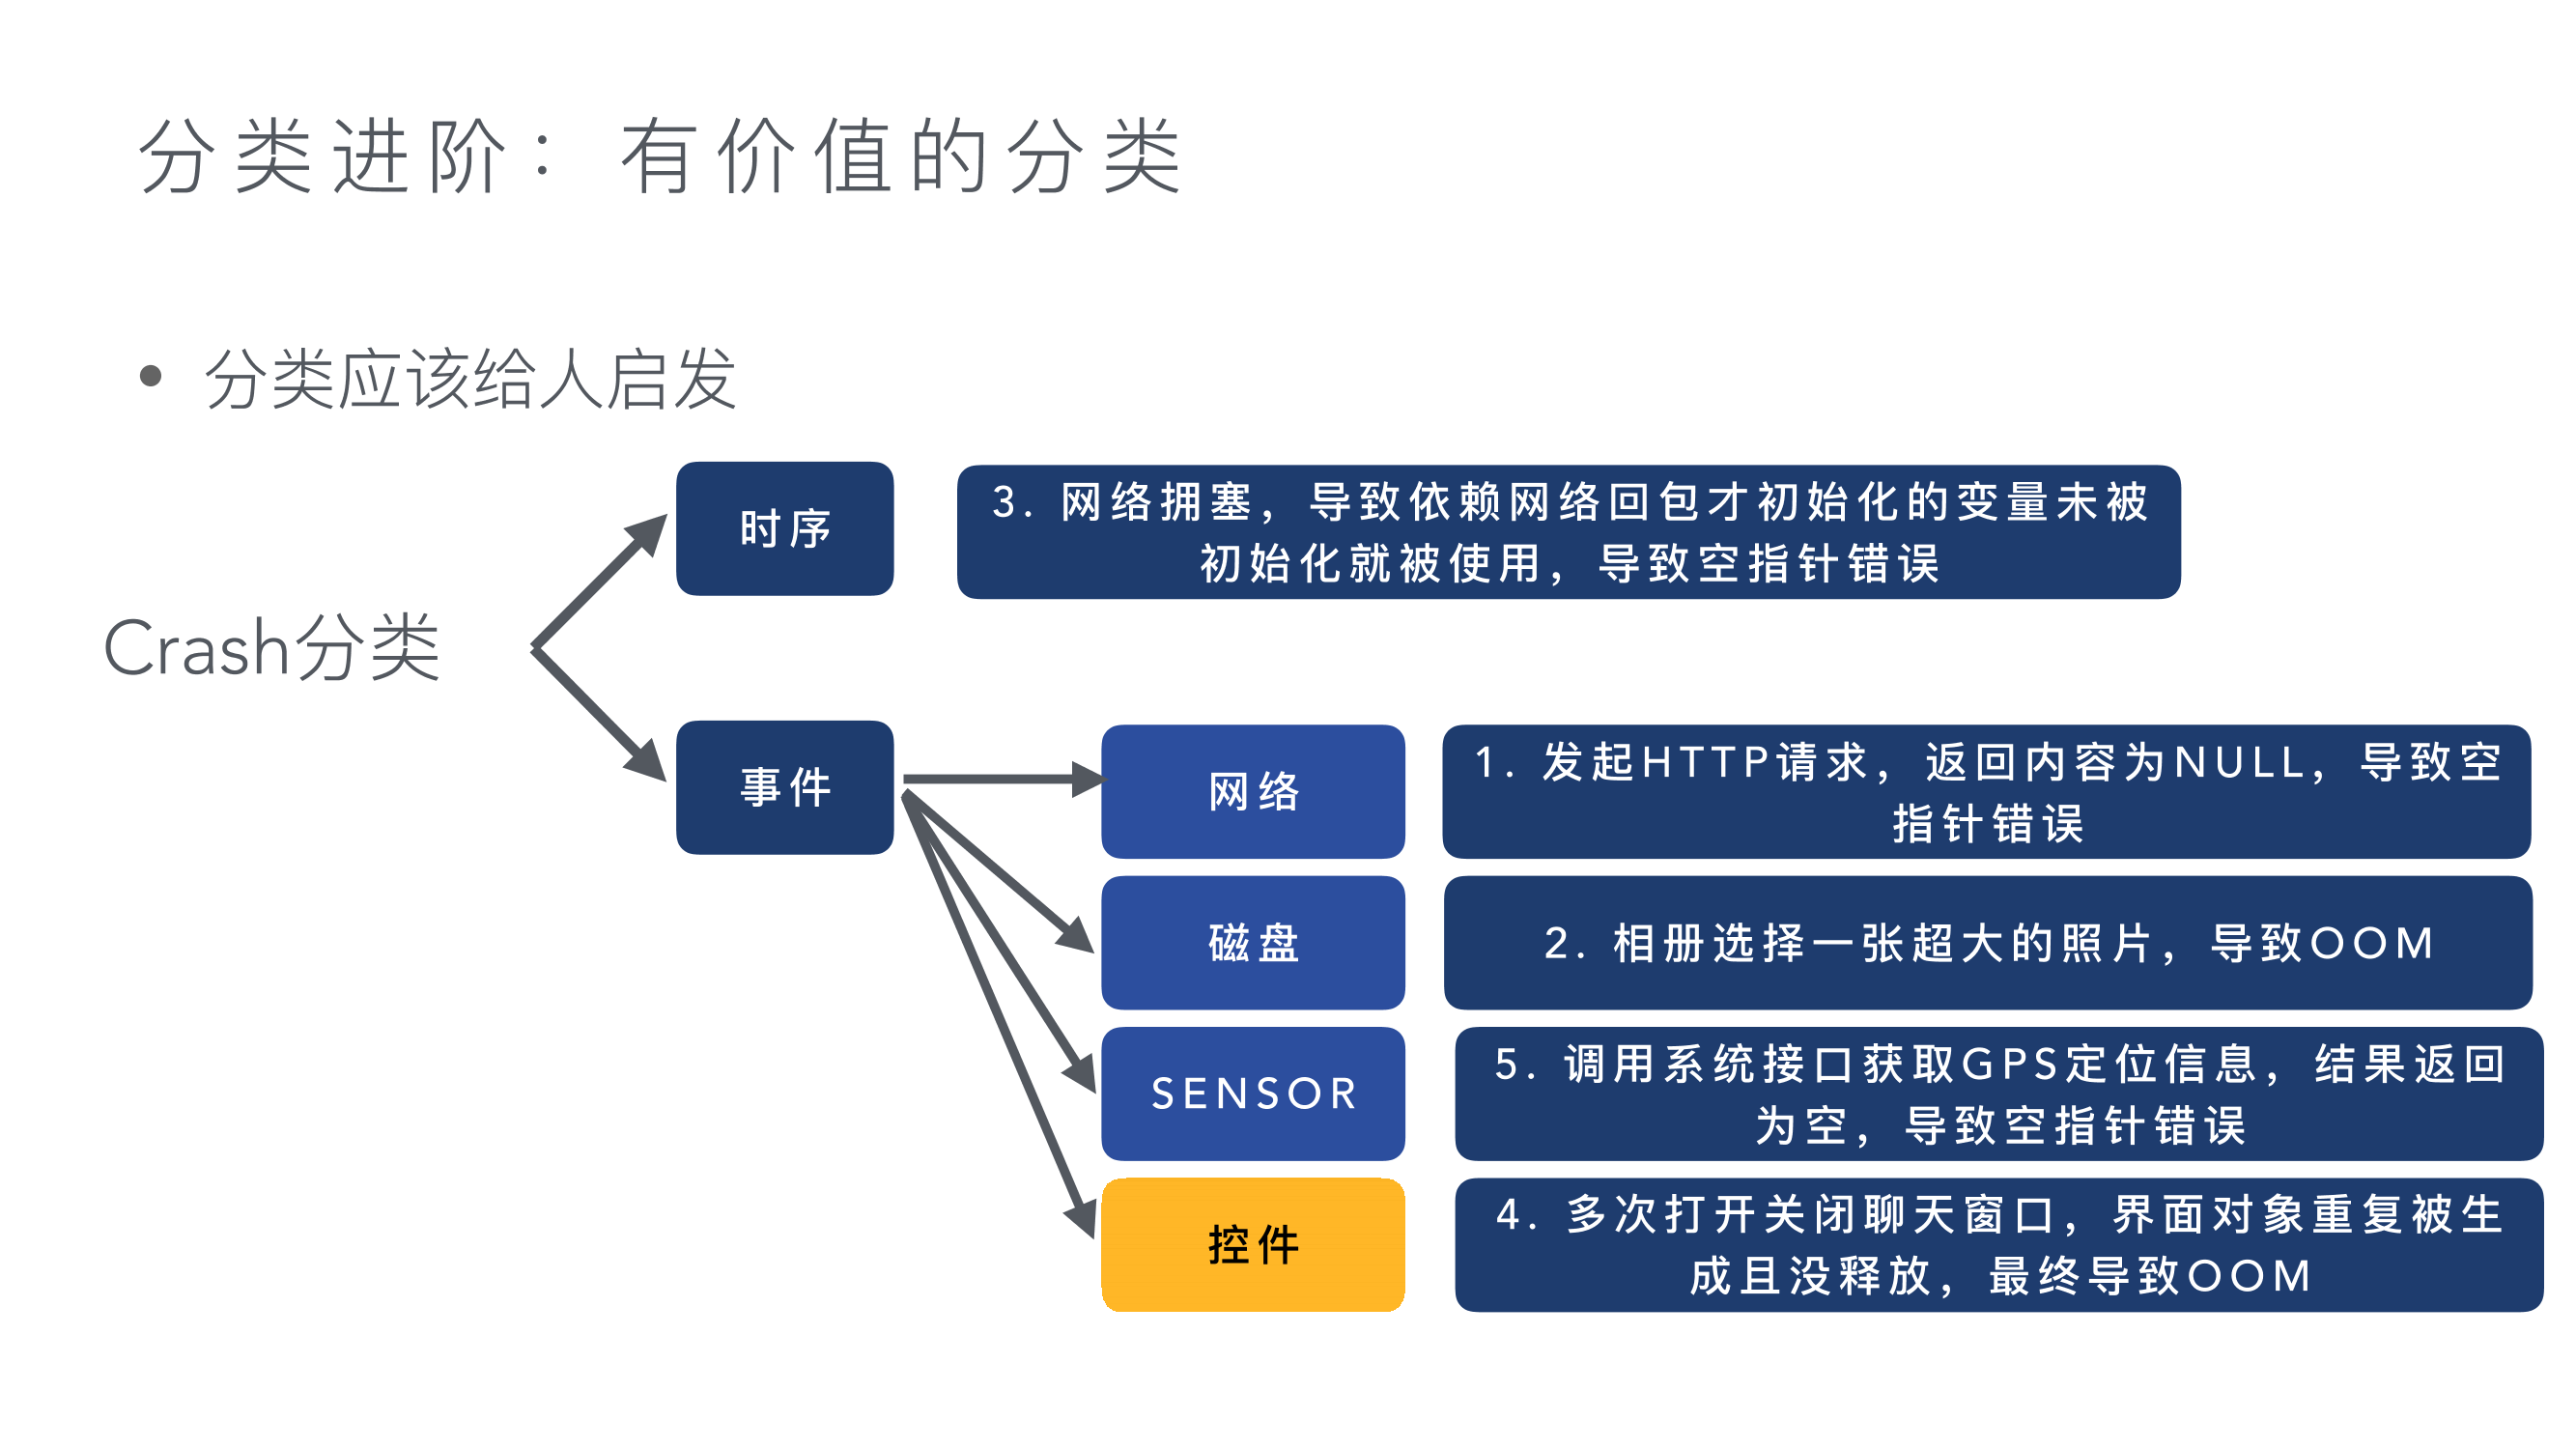 分类进阶：有价值的分类
• 分类应该给人启发
时序
3. 网络拥塞，导致依赖网络回包才初始化的变量未被
初始化就被使用，导致空指针错误
Crash分类
事件
网络
1. 发起HTTP请求，返回内容为NULL，导致空
指针错误
磁盘
2. 相册选择一张超大的照片，导致OOM
SENSOR
5. 调用系统接口获取GPS定位信息，结果返回
为空，导致空指针错误
控件
4. 多次打开关闭聊天窗口，界面对象重复被生
成且没释放，最终导致OOM